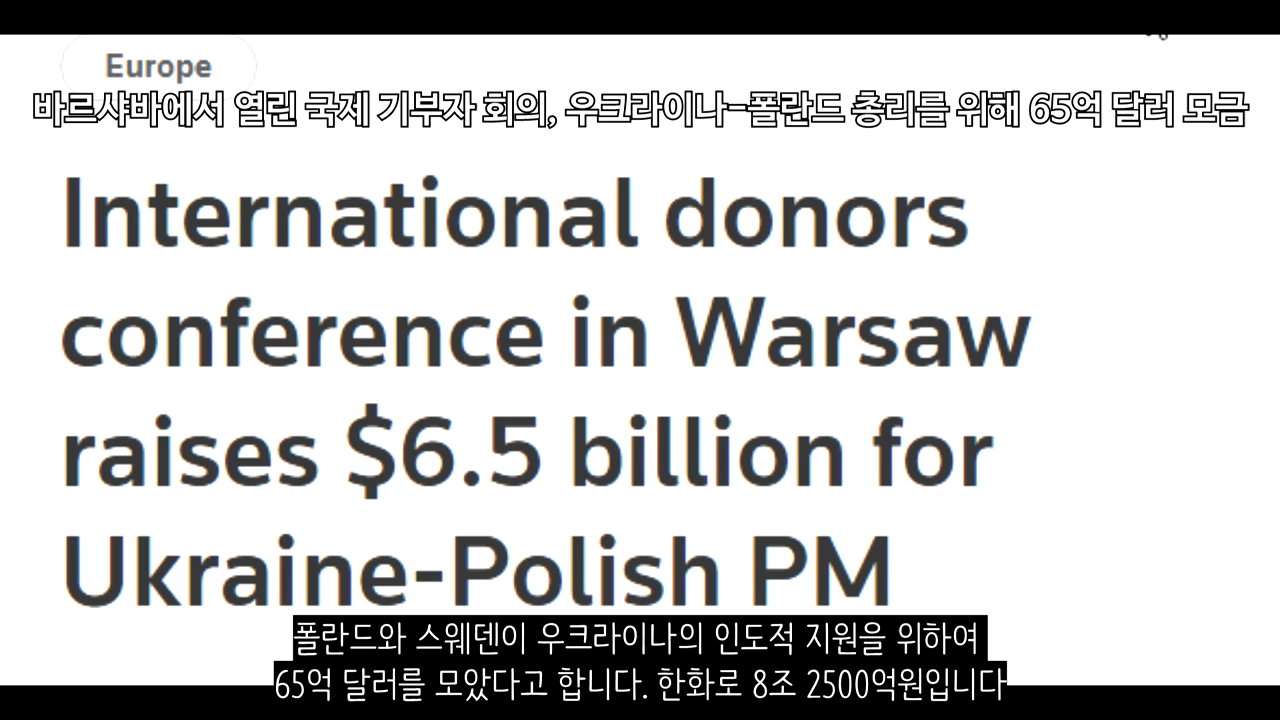 Europe
바르샤바에서 열린 국제 기부자 회의, 우크라이나-폴란드 총리를 위해 65억 달러 모금
International donors
conference in Warsaw
raises $6.5 billion for
Ukraine-Polish PM
폴란드와 스웨덴이 우크라이나의 인도적 지원을 위하여
65억 달러를 모았다고 합니다. 한화로 8조 2500억원입니다